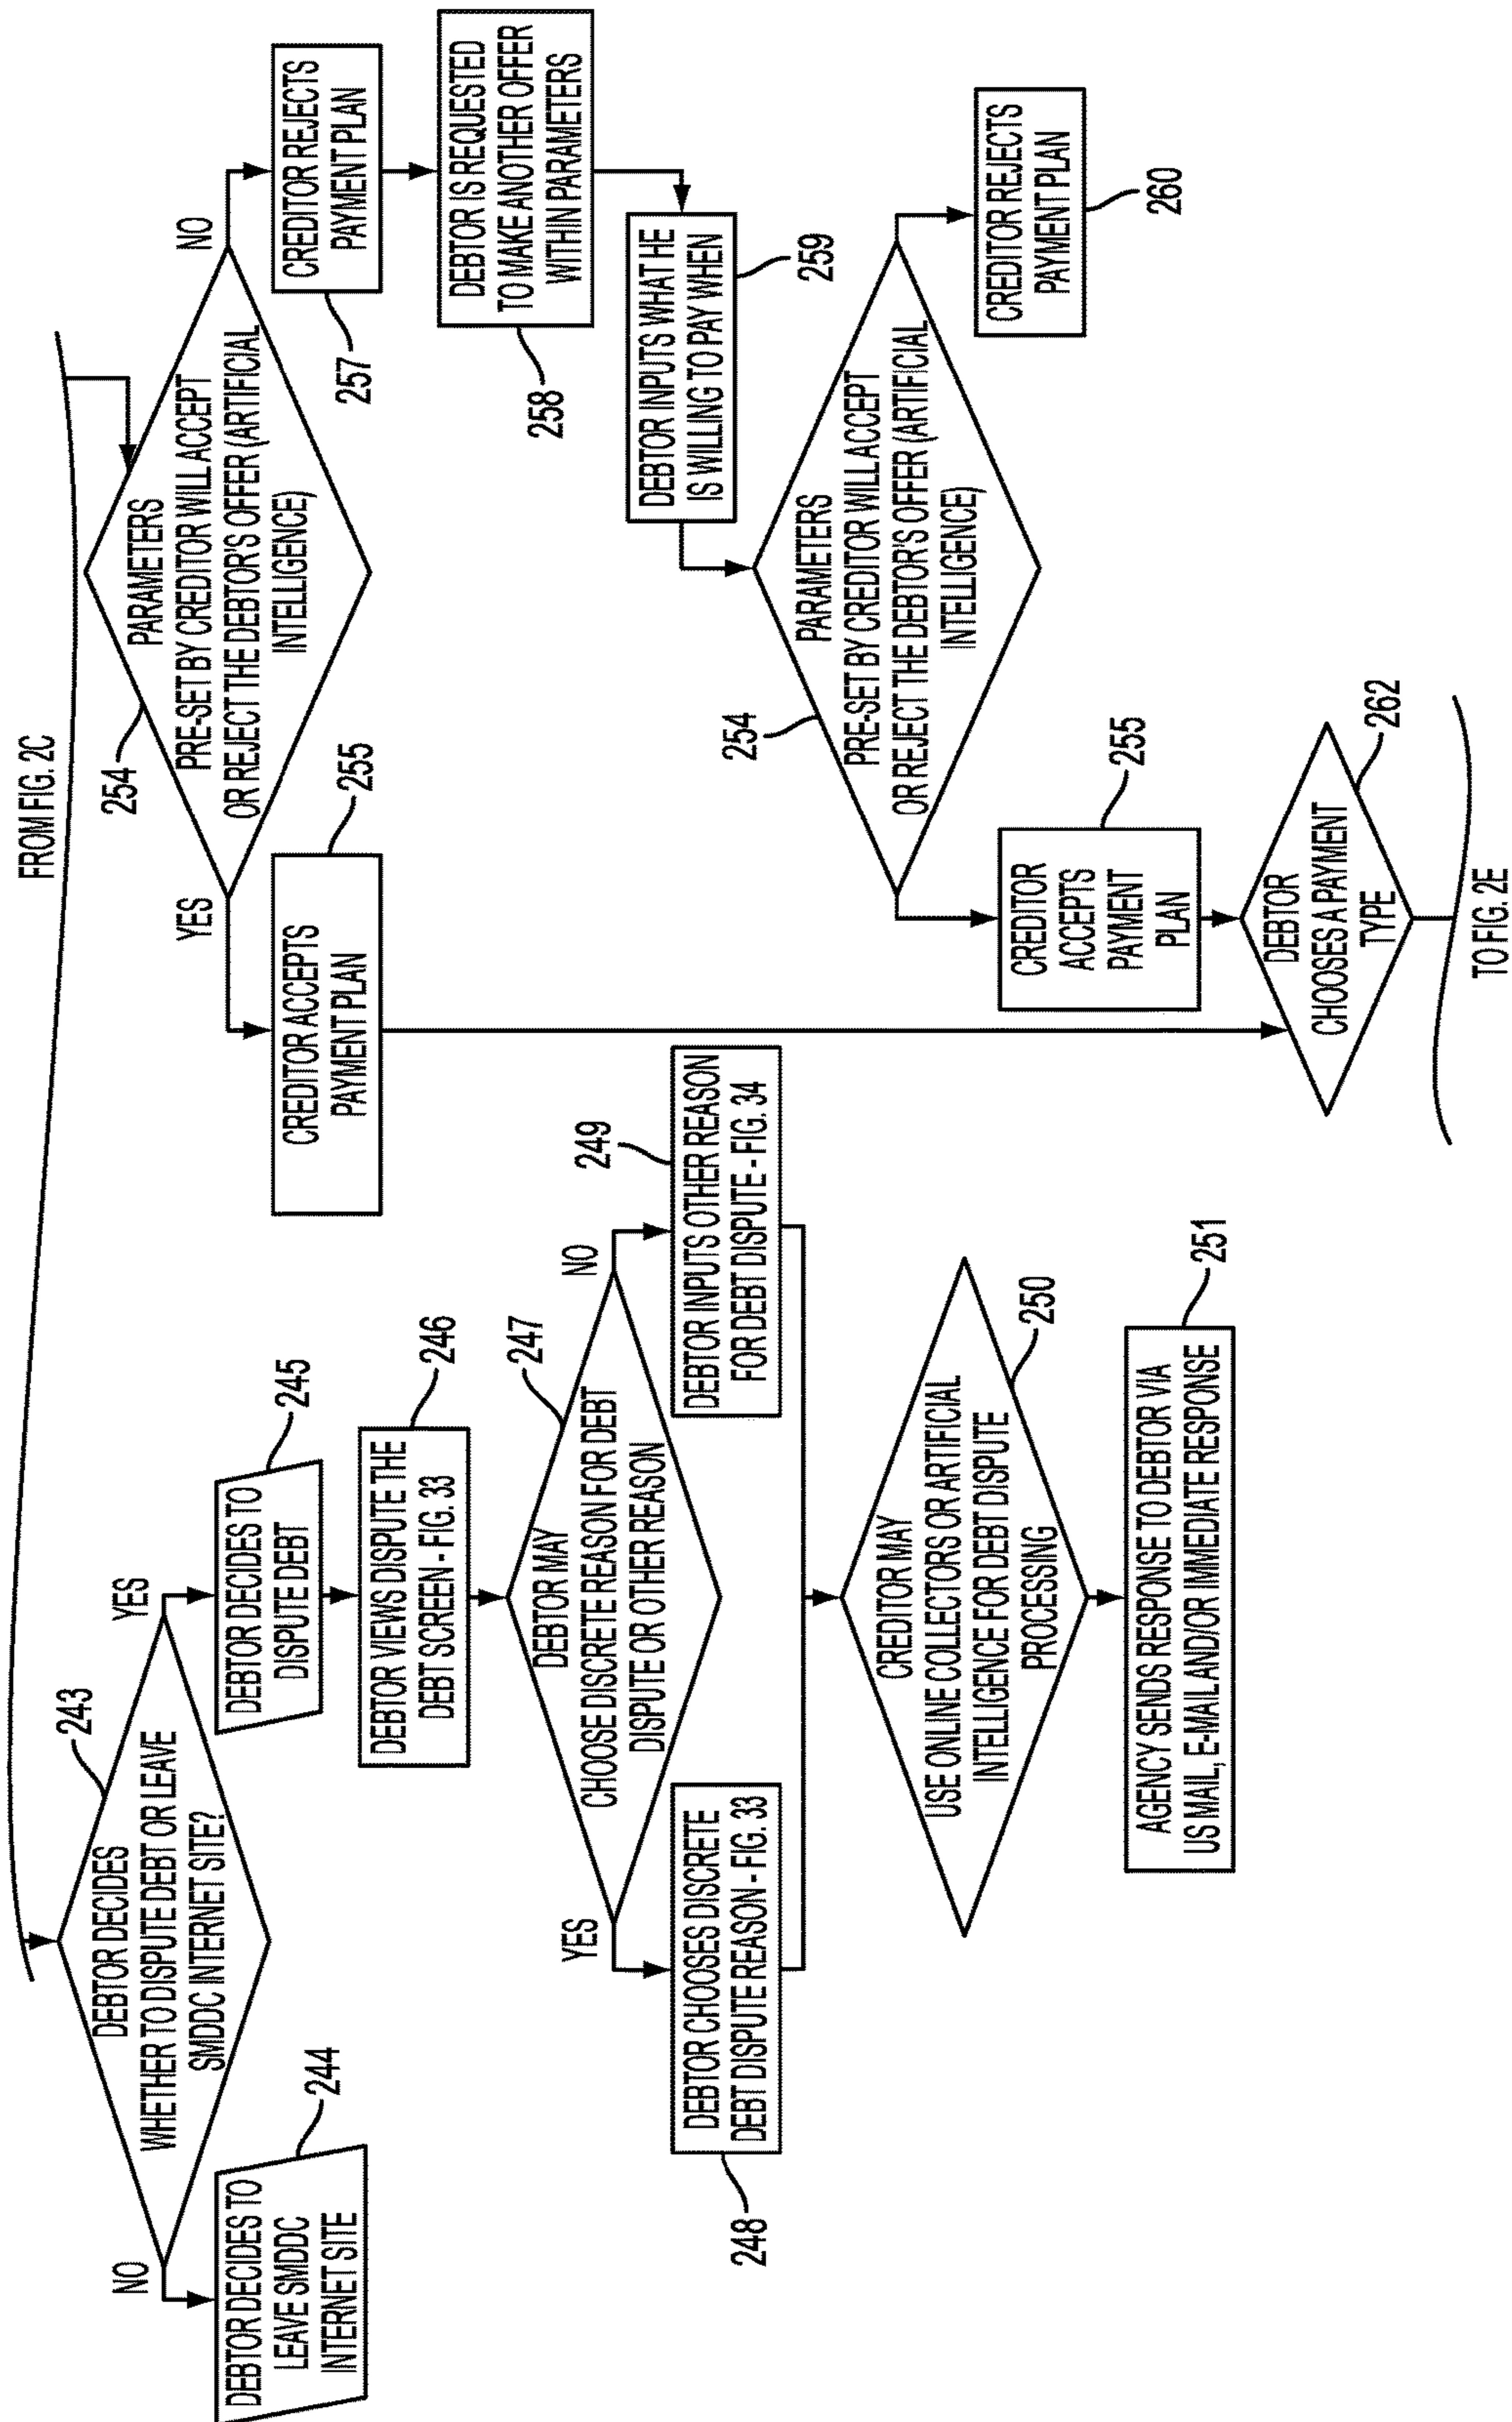 FROM FIG. 2C
243
DEBTOR DECIDES
WHETHER TO DISPUTE DEBT OR LEAVE
SMDDC INTERNET SITE?
NO
YES
DEBTOR DECIDES TO
LEAVE SMDDC
INTERNET SITE
244
DEBTOR DECIDES TO
DISPUTE DEBT
245
DEBTOR VIEWS DISPUTE THE
DEBT SCREEN - FIG. 33
246
DEBTOR MAY
CHOOSE DISCRETE REASON FOR DEBT
DISPUTE OR OTHER REASON
247
YES
NO
DEBTOR CHOOSES DISCRETE
DEBT DISPUTE REASON - FIG. 33
248
DEBTOR INPUTS OTHER REASON
FOR DEBT DISPUTE - FIG. 34
249
CREDITOR MAY
USE ONLINE COLLECTORS OR ARTIFICIAL
INTELLIGENCE FOR DEBT DISPUTE
PROCESSING
250
AGENCY SENDS RESPONSE TO DEBTOR VIA
US MAIL, E-MAIL AND/OR IMMEDIATE RESPONSE
251
254
PARAMETERS
PRE-SET BY CREDITOR WILL ACCEPT
OR REJECT THE DEBTOR'S OFFER (ARTIFICIAL
INTELLIGENCE)
YES
NO
CREDITOR ACCEPTS
PAYMENT PLAN
255
CREDITOR REJECTS
PAYMENT PLAN
257
DEBTOR IS REQUESTED
TO MAKE ANOTHER OFFER
WITHIN PARAMETERS
258
DEBTOR INPUTS WHAT HE
IS WILLING TO PAY WHEN
259
254
PARAMETERS
PRE-SET BY CREDITOR WILL ACCEPT
OR REJECT THE DEBTOR'S OFFER (ARTIFICIAL
INTELLIGENCE)
CREDITOR REJECTS
PAYMENT PLAN
260
CREDITOR
ACCEPTS
PAYMENT
PLAN
255
DEBTOR
CHOOSES A PAYMENT
TYPE
262
TO FIG. 2E